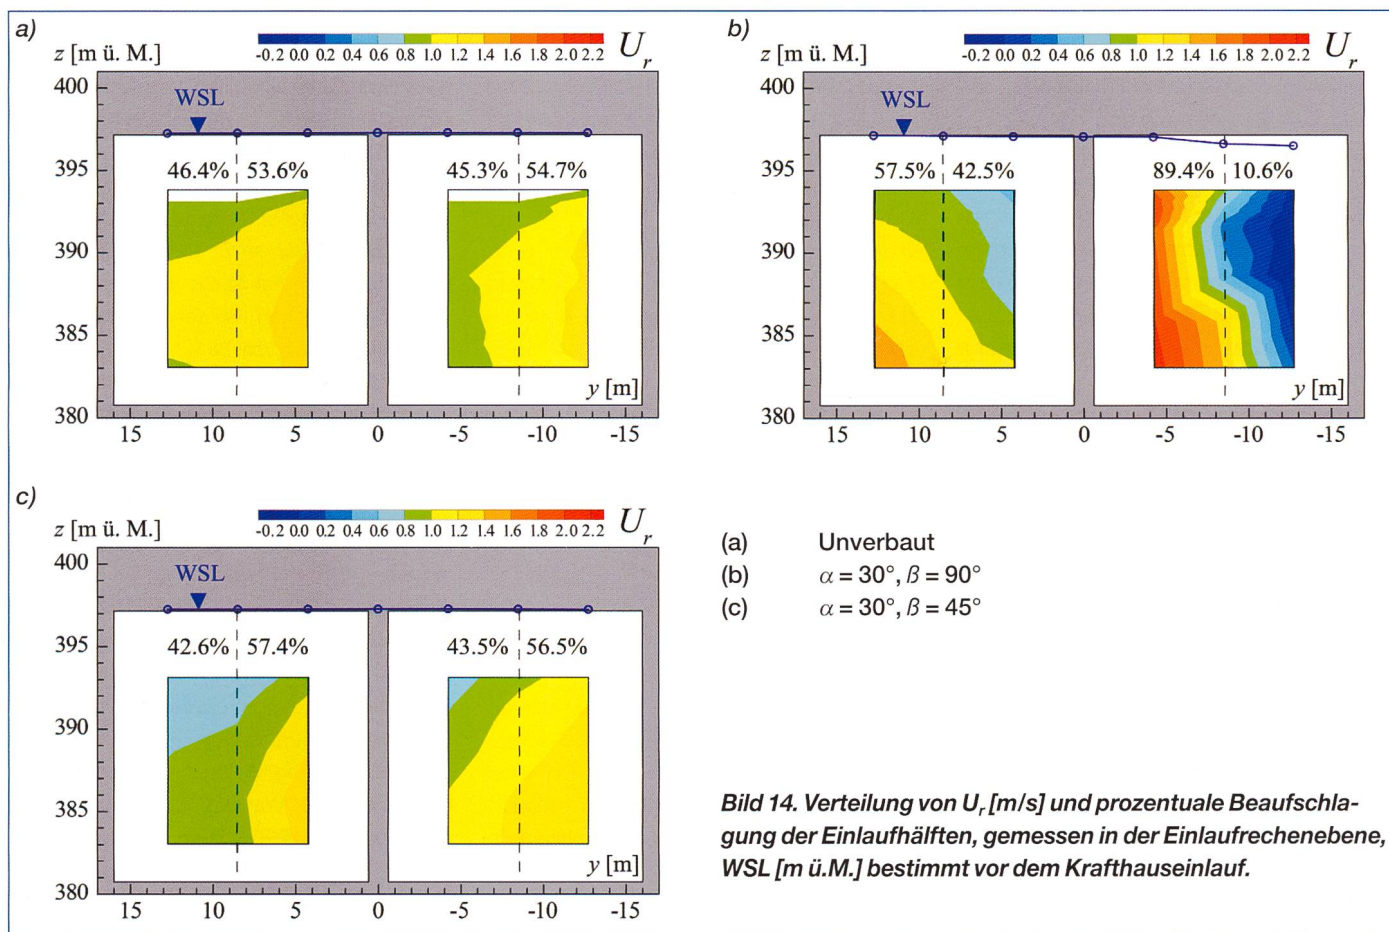 a)
-0.2 0.0 0.2 0.4 0.6 0.8 1.0 1.2 1.4 1.6 1.8 2.0 2.2 U_r
z [m ü. M.]
400
WSL
395
46.4% 53.6% 45.3% 54.7%
390
385
y [m]
380
15 10 5 0 -5 -10 -15
b)
-0.2 0.0 0.2 0.4 0.6 0.8 1.0 1.2 1.4 1.6 1.8 2.0 2.2 U_r
z [m ü. M.]
400
WSL
395
57.5% 42.5% 89.4% 10.6%
390
385
y [m]
380
15 10 5 0 -5 -10 -15
c)
-0.2 0.0 0.2 0.4 0.6 0.8 1.0 1.2 1.4 1.6 1.8 2.0 2.2 U_r
z [m ü. M.]
400
WSL
395
42.6% 57.4% 43.5% 56.5%
390
385
y [m]
380
15 10 5 0 -5 -10 -15
(a) Unverbaut
(b) α = 30°, β = 90°
(c) α = 30°, β = 45°
Bild 14. Verteilung von U_r [m/s] und prozentuale Beaufschla-
gung der Einlaufhälften, gemessen in der Einlaufrechenebene,
WSL [m ü.M.] bestimmt vor dem Krafthauseinlauf.